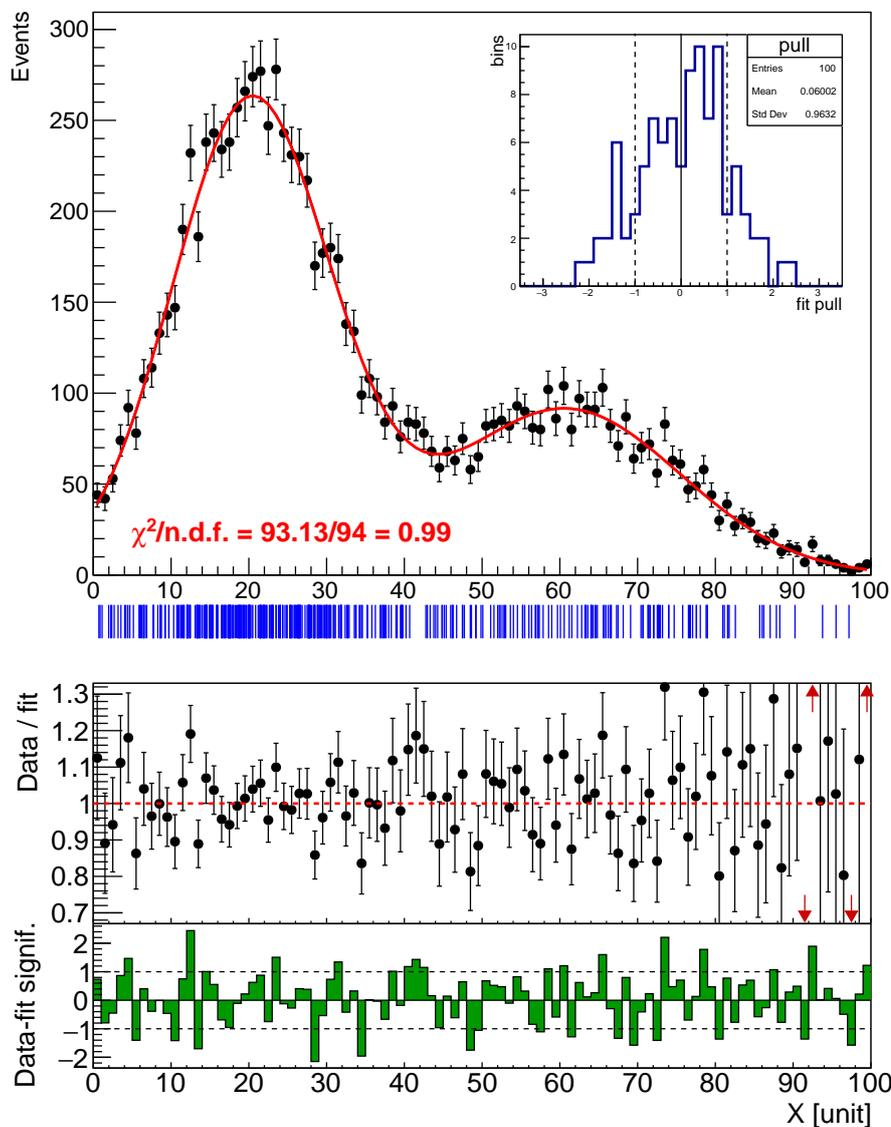 Events
300
250
200
150
100
50
0
χ²/n.d.f. = 93.13/94 = 0.99
0 10 20 30 40 50 60 70 80 90 100
bins
10
8
6
4
2
0
−3 −2 −1 0 1 2 3
fit pull
pull
Entries 100
Mean 0.06002
Std Dev 0.9632
Data / fit
1.3
1.2
1.1
1
0.9
0.8
0.7
Data-fit signif.
2
1
0
−1
−2
0 10 20 30 40 50 60 70 80 90 100
X [unit]